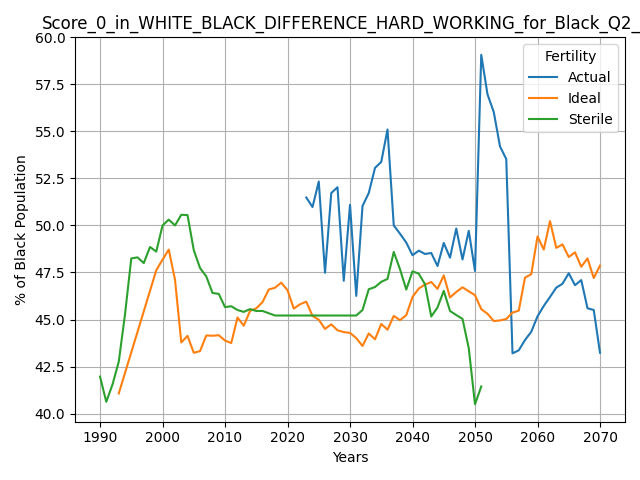 Score_0_in_WHITE_BLACK_DIFFERENCE_HARD_WORKING_for_Black_Q2_
60.0
57.5
55.0
52.5
50.0
47.5
45.0
42.5
40.0
% of Black Population
Fertility
Actual
Ideal
Sterile
1990 2000 2010 2020 2030 2040 2050 2060 2070
Years